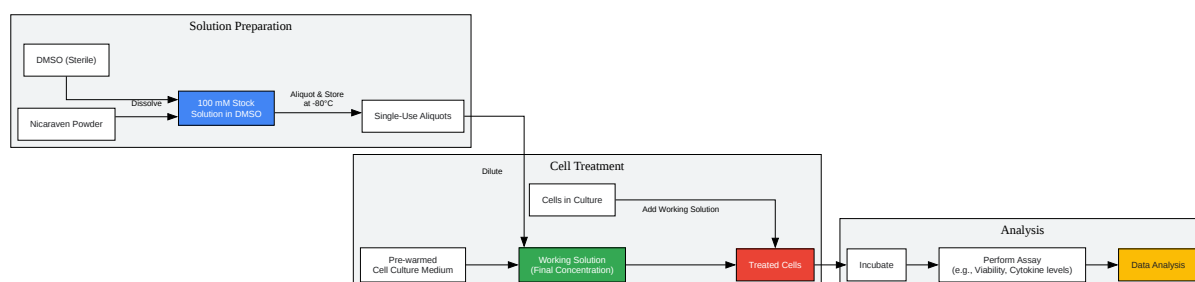 Solution Preparation
DMSO (Sterile)
Dissolve
Nicaraven Powder
100 mM Stock
Solution in DMSO
Aliquot & Store
at -80°C
Single-Use Aliquots
Cell Treatment
Dilute
Cells in Culture
Add Working Solution
Pre-warmed
Cell Culture Medium
Working Solution
(Final Concentration)
Treated Cells
Analysis
Incubate
Perform Assay
(e.g., Viability, Cytokine levels)
Data Analysis